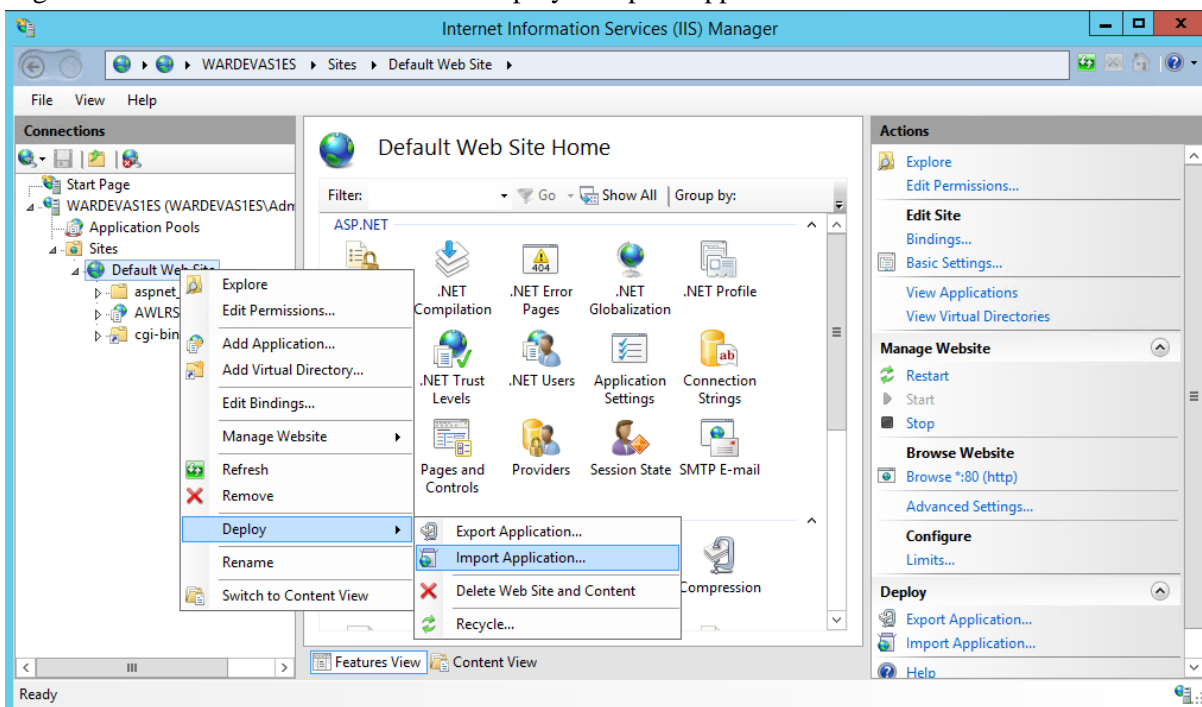 Internet Information Services (IIS) Manager
WARDEVAS1ES Sites Default Web Site
File View Help
Connections
Start Page
WARDEVAS1ES (WARDEVAS1ES\Adm
Application Pools
Sites
Default Web Site
aspnet_
AWLRS
cgi-bin
Explore
Edit Permissions...
Add Application...
Add Virtual Directory...
Edit Bindings...
Manage Website
Refresh
Remove
Deploy
Rename
Switch to Content View
Export Application...
Import Application...
Delete Web Site and Content
Recycle...
Default Web Site Home
Filter: Go Show All Group by:
ASP.NET
404
.NET Compilation
.NET Error Pages
.NET Globalization
.NET Profile
.NET Trust Levels
.NET Users
Application Settings
ab
Connection Strings
Pages and Controls
Providers
Session State
SMTP E-mail
Compression
Features View Content View
Actions
Explore
Edit Permissions...
Edit Site
Bindings...
Basic Settings...
View Applications
View Virtual Directories
Manage Website
Restart
Start
Stop
Browse Website
Browse *:80 (http)
Advanced Settings...
Configure
Limits...
Deploy
Export Application...
Import Application...
Help
Ready